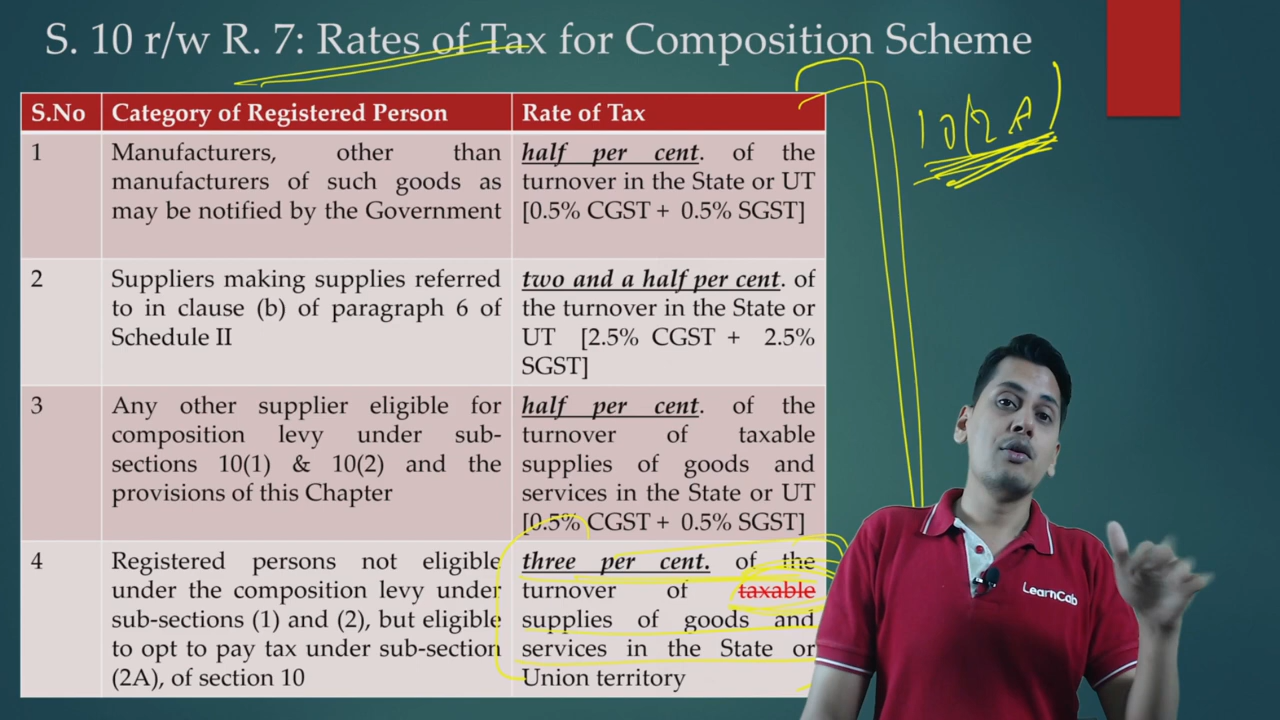 S. 10 r/w R. 7: Rates of Tax for Composition Scheme
10(2A)
S.No Category of Registered Person Rate of Tax
1 Manufacturers, other than half per cent. of the
manufacturers of such goods as turnover in the State or UT
may be notified by the Government [0.5% CGST + 0.5% SGST]
2 Suppliers making supplies referred two and a half per cent. of
to in clause (b) of paragraph 6 of the turnover in the State or
Schedule II UT [2.5% CGST + 2.5%
SGST]
3 Any other supplier eligible for half per cent. of the
composition levy under sub- turnover of taxable
sections 10(1) & 10(2) and the supplies of goods and
provisions of this Chapter services in the State or UT
[0.5% CGST + 0.5% SGST]
4 Registered persons not eligible three per cent. of the
under the composition levy under turnover of taxable
sub-sections (1) and (2), but eligible supplies of goods and
to opt to pay tax under sub-section services in the State or
(2A), of section 10 Union territory
LearnCab